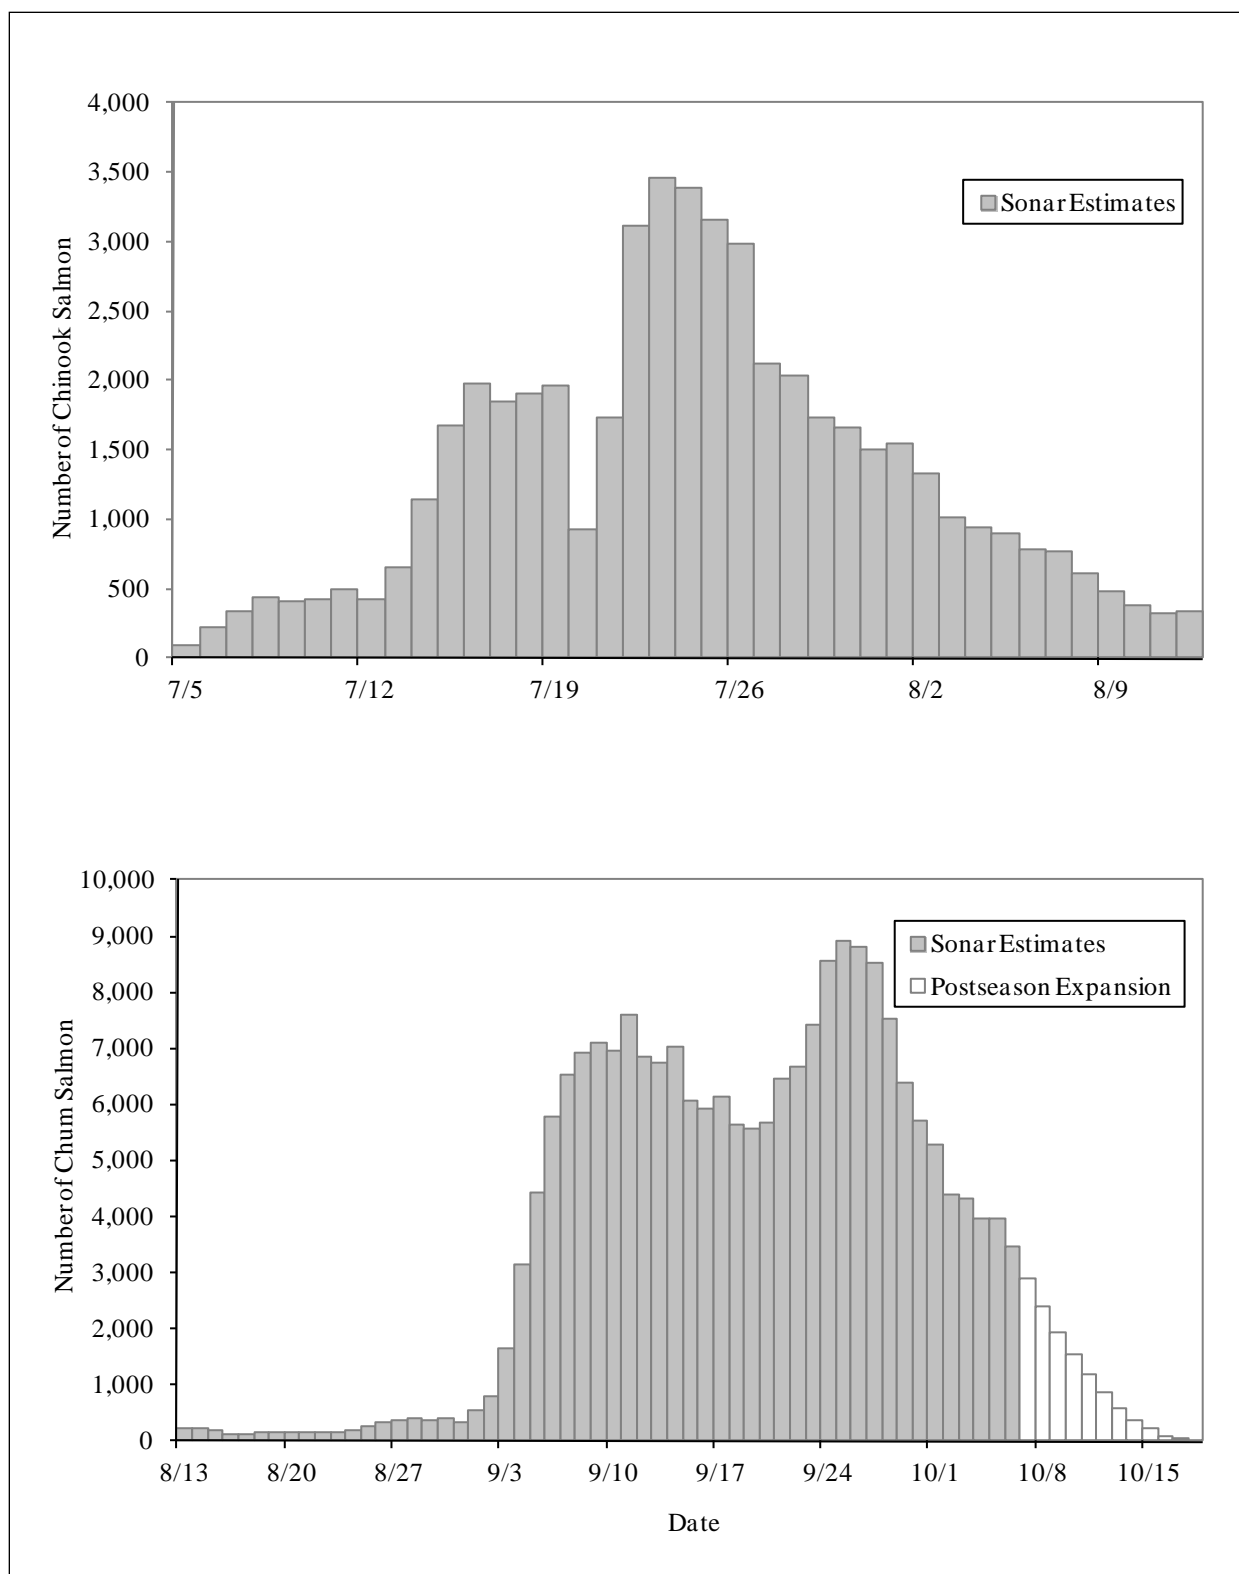 4,000
3,500
3,000
2,500
2,000
1,500
1,000
500
0
Number of Chinook Salmon
Sonar Estimates
7/5 7/12 7/19 7/26 8/2 8/9
10,000
9,000
8,000
7,000
6,000
5,000
4,000
3,000
2,000
1,000
0
Number of Chum Salmon
Sonar Estimates
Postseason Expansion
8/13 8/20 8/27 9/3 9/10 9/17 9/24 10/1 10/8 10/15
Date